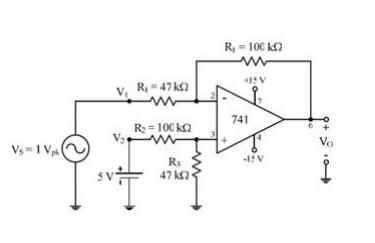 Rf = 100 kΩ
+15 V
V1
R1 = 47 kΩ
2
-
7
741
R2 = 100 kΩ
V2
3
+
4
6
+
VO
-
VS = 1 Vpk
5 V
+
-
R3
47 kΩ
-15 V